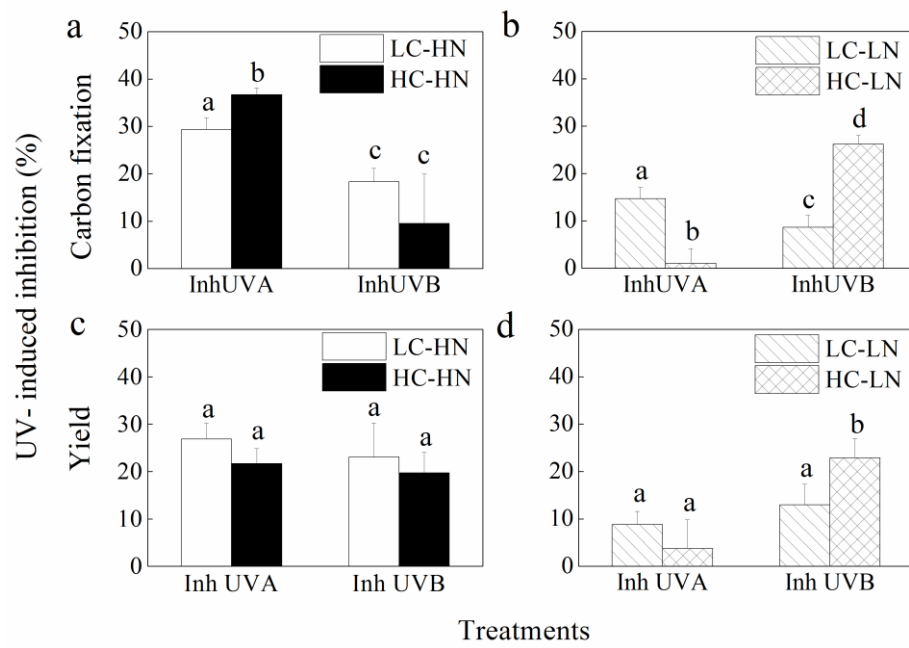 UV- induced inhibition (%)
Carbon fixation
Yield
a
50
40
30
20
10
0
LC-HN
HC-HN
a
b
c
c
InhUVA
InhUVB
b
50
40
30
20
10
0
LC-LN
HC-LN
a
b
c
d
InhUVA
InhUVB
c
50
40
30
20
10
0
LC-HN
HC-HN
a
a
a
a
Inh UVA
Inh UVB
d
50
40
30
20
10
0
LC-LN
HC-LN
a
a
a
b
Inh UVA
Inh UVB
Treatments